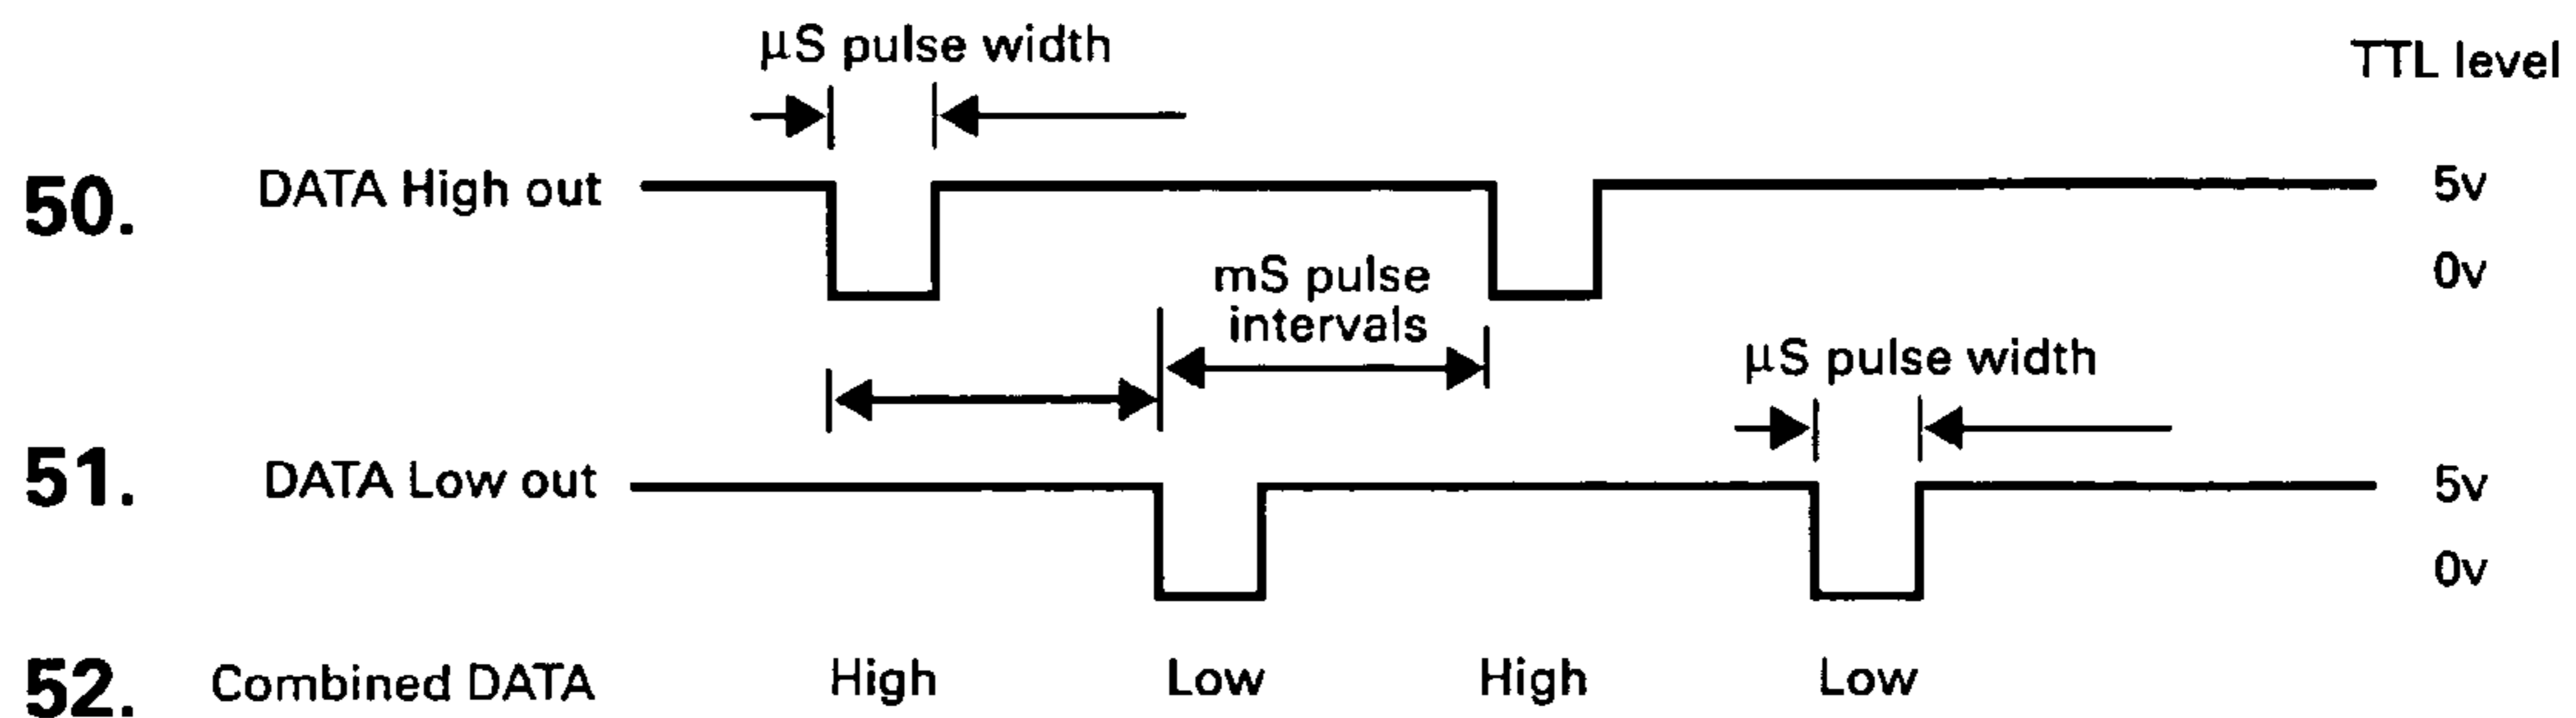 µS pulse width
TTL level
50. DATA High out 5v
0v
mS pulse
intervals
µS pulse width
51. DATA Low out 5v
0v
52. Combined DATA High Low High Low